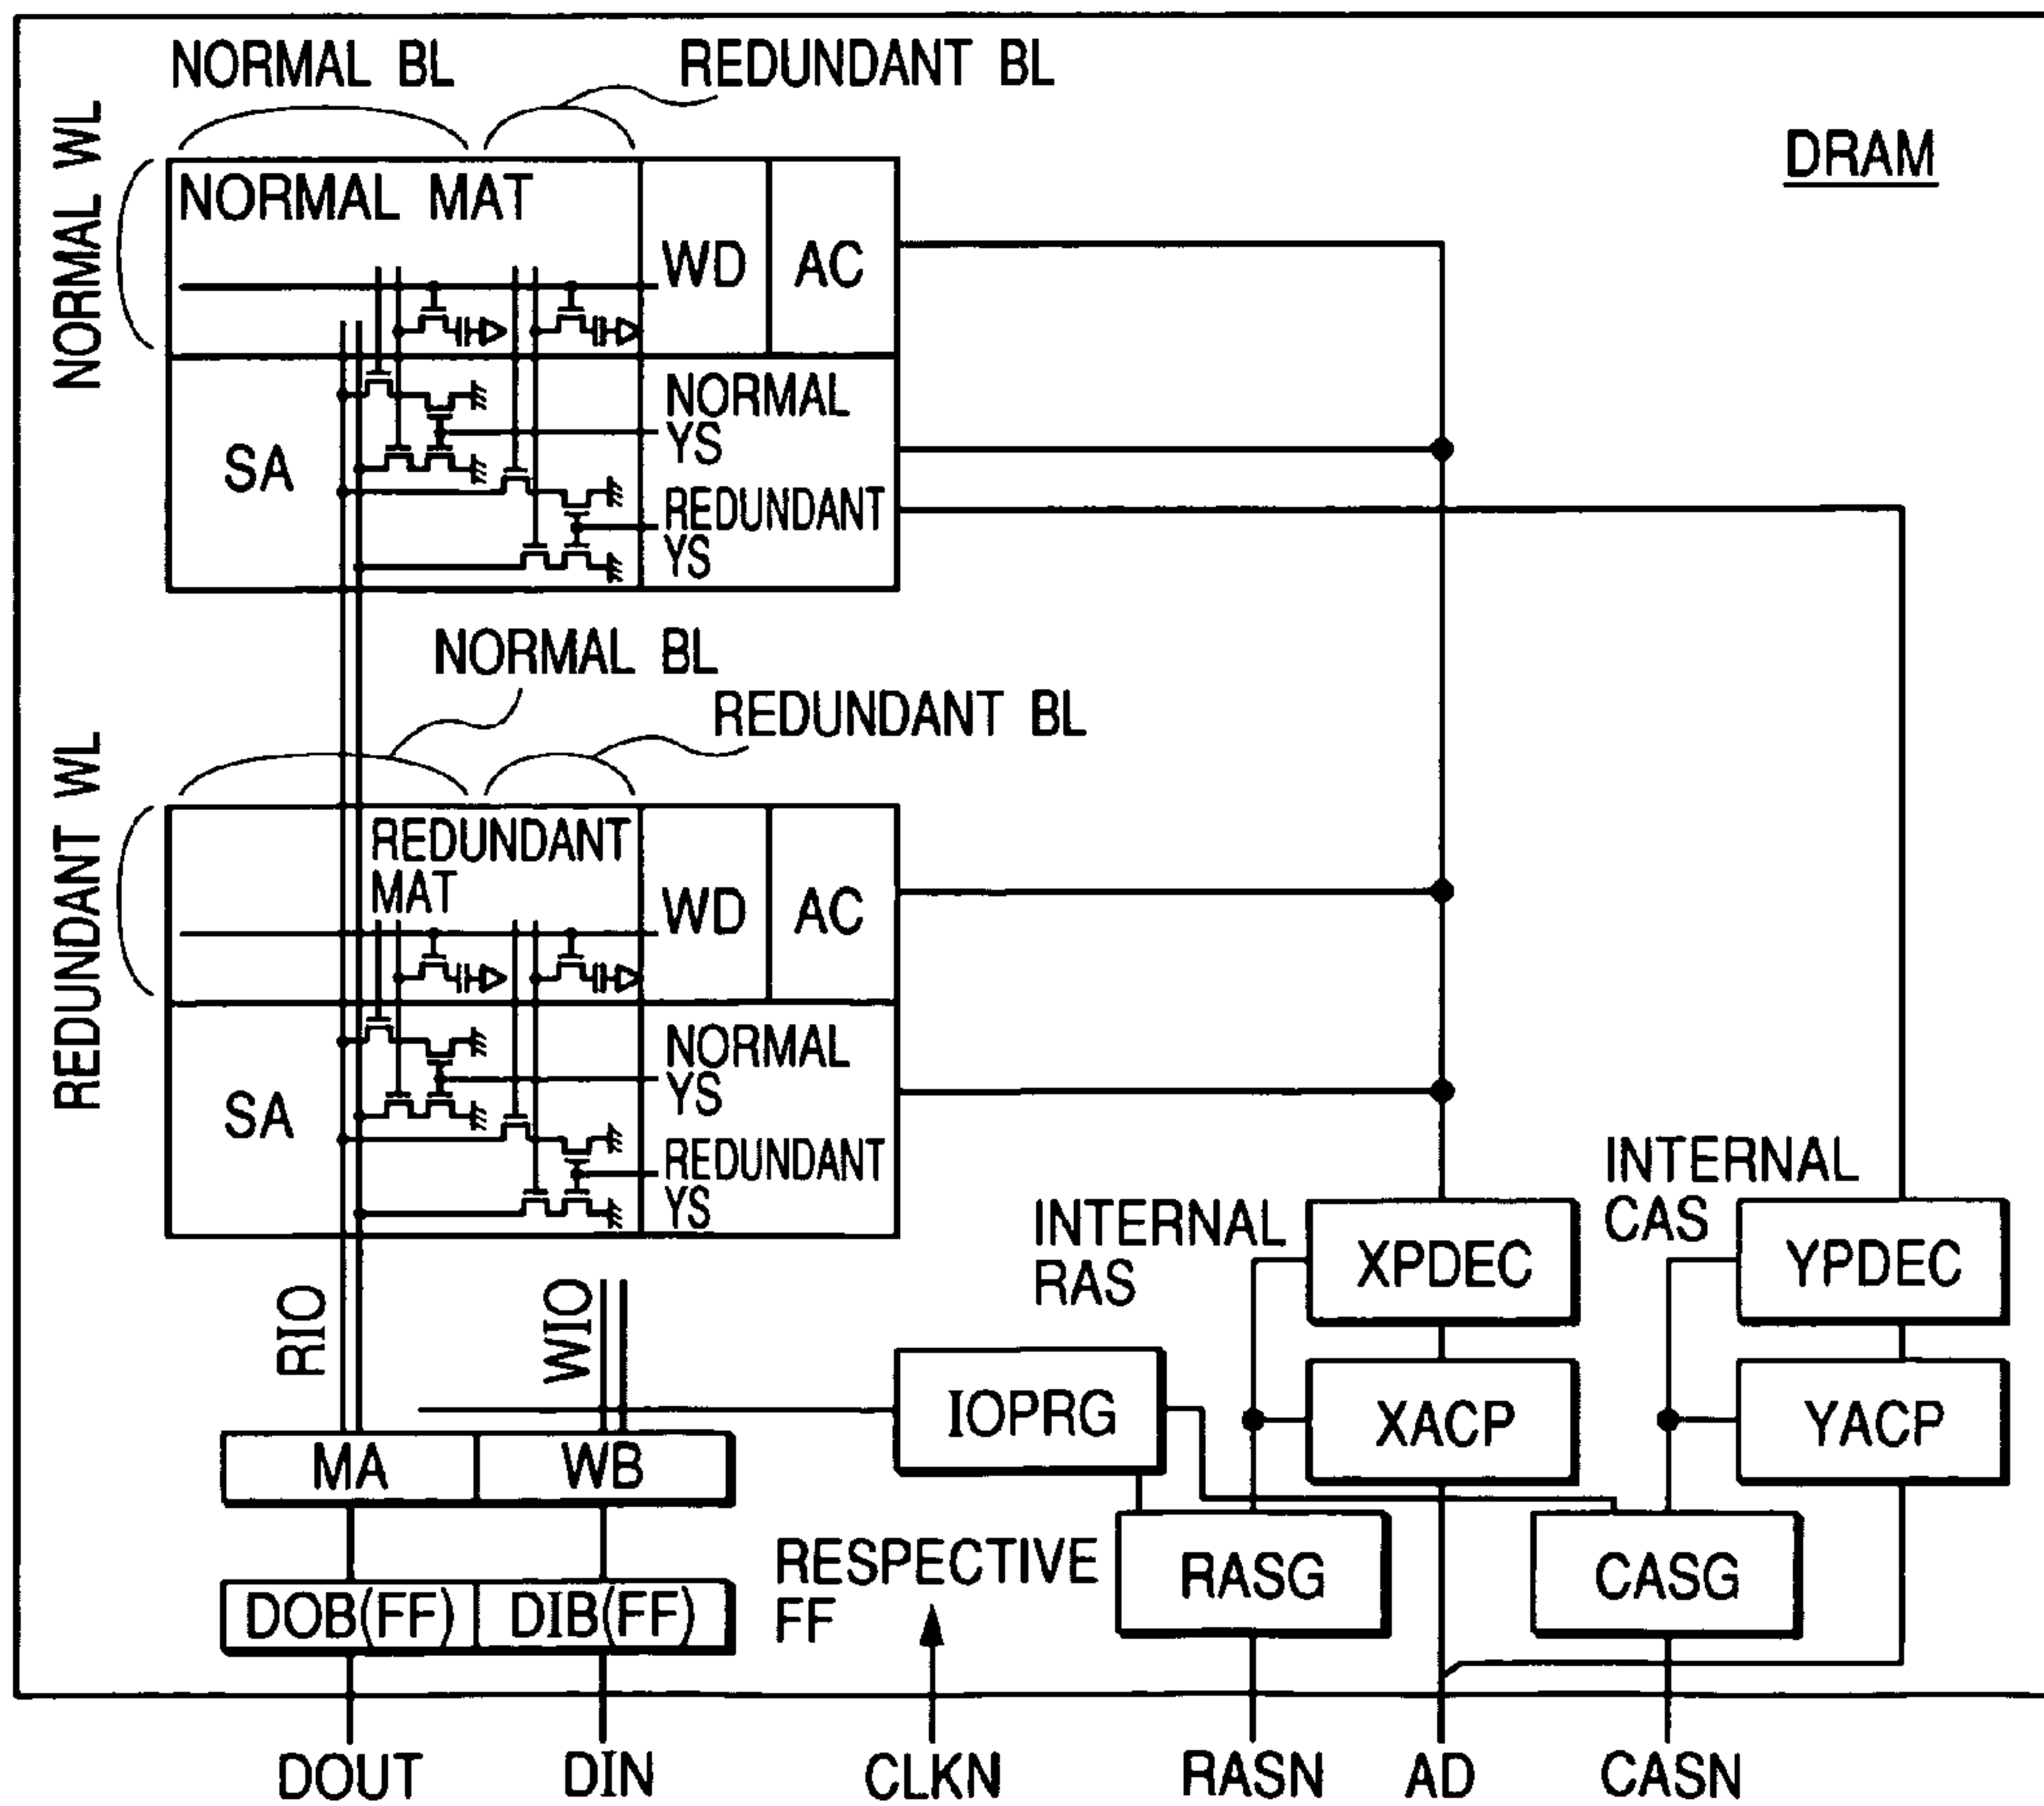 NORMAL BL
REDUNDANT BL
NORMAL WL
DRAM
NORMAL MAT
WD
AC
SA
NORMAL
YS
REDUNDANT
YS
NORMAL BL
REDUNDANT BL
REDUNDANT WL
REDUNDANT
MAT
WD
AC
SA
NORMAL
YS
REDUNDANT
YS
INTERNAL
RAS
XPDEC
INTERNAL
CAS
YPDEC
RIO
WIO
IOPRG
XACP
YACP
MA
WB
RESPECTIVE
FF
RASG
CASG
DOB(FF)
DIB(FF)
DOUT
DIN
CLKN
RASN
AD
CASN